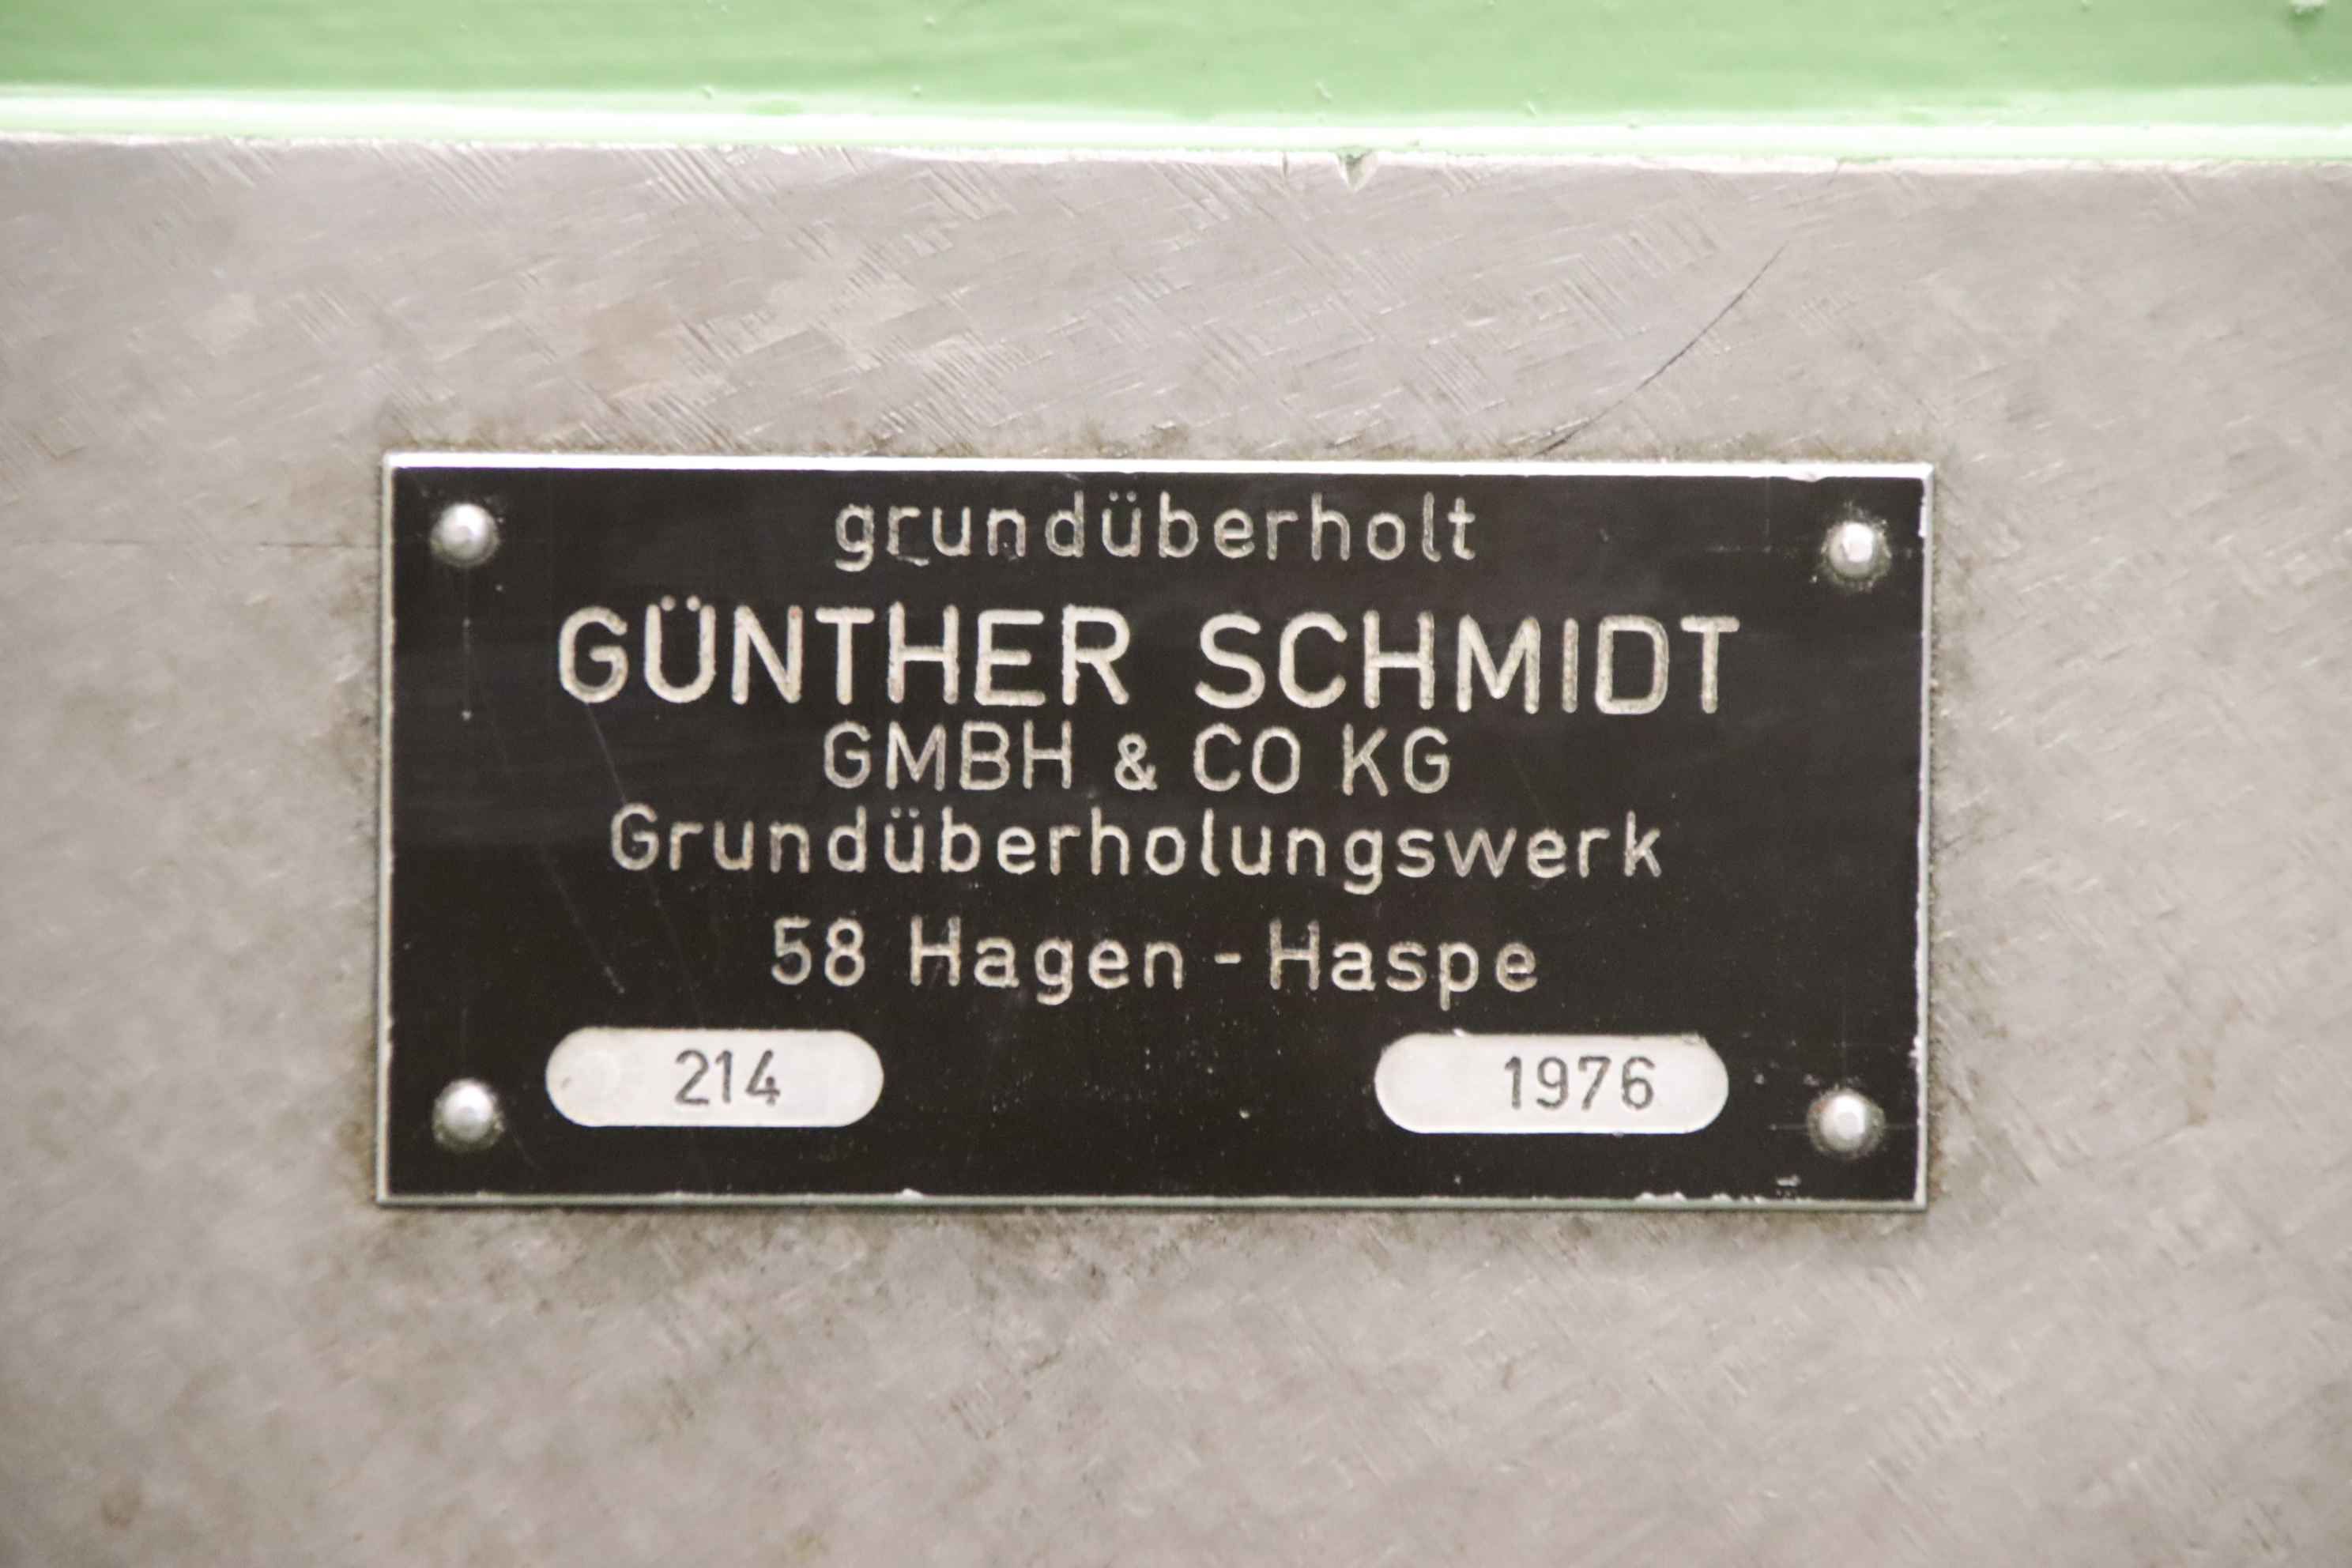 grundüberholt
GÜNTHER SCHMIDT
GMBH & CO KG
Grundüberholungswerk
58 Hagen - Haspe
214 1976